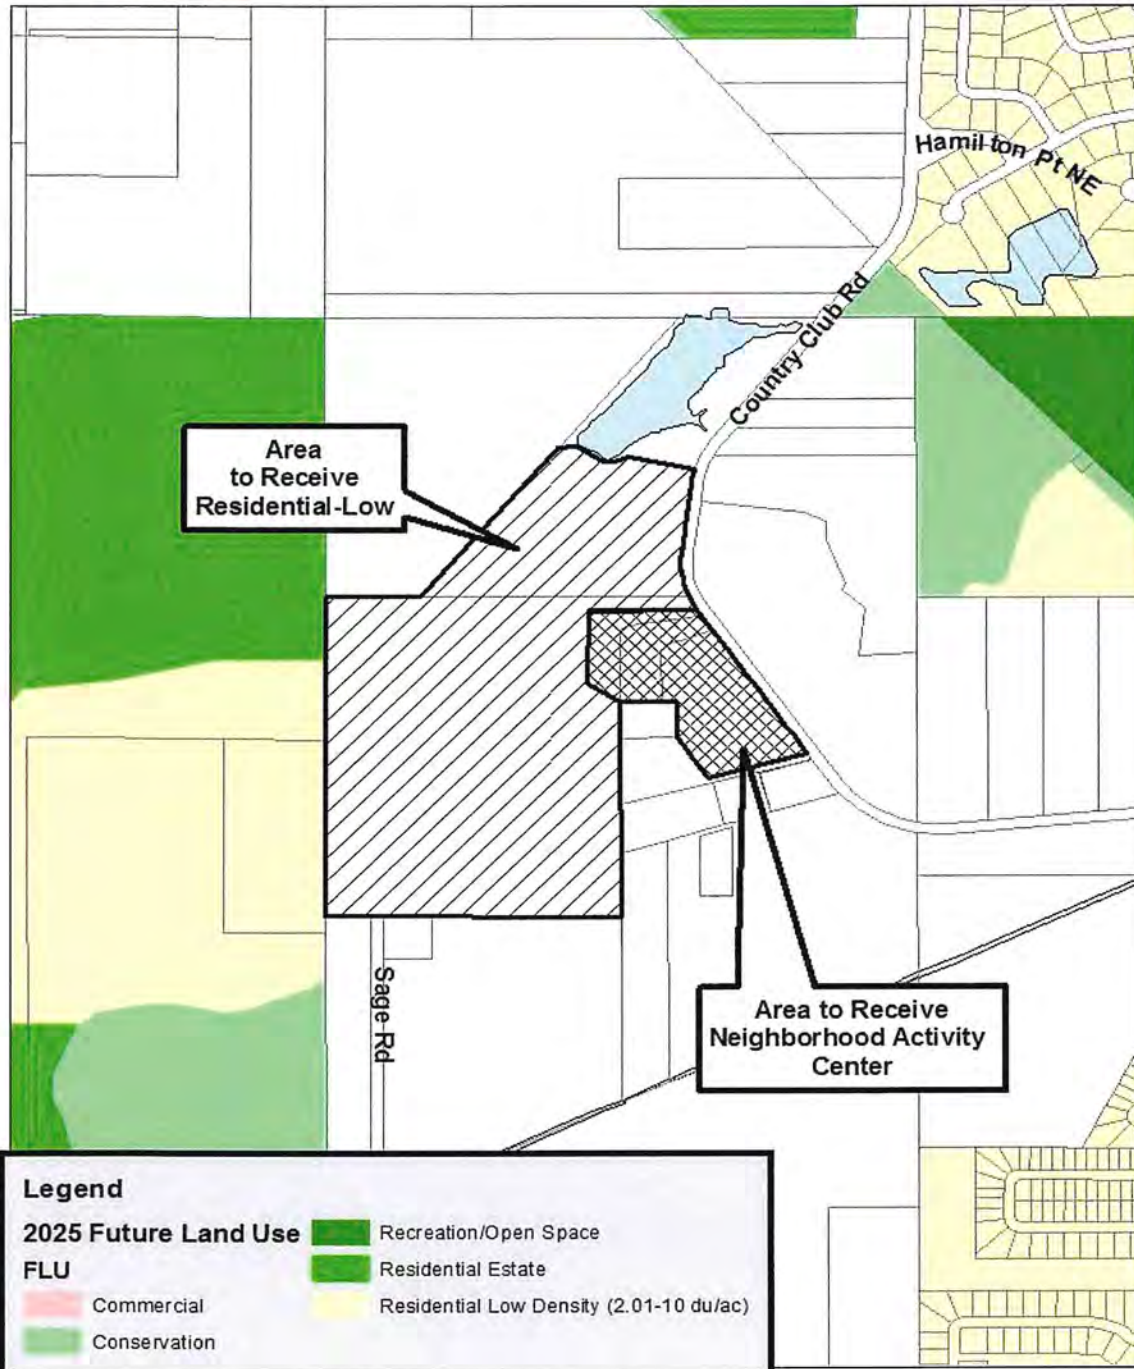 Hamilton Pt NE
Country Club Rd
Area
to Receive
Residential-Low
Sage Rd
Area to Receive
Neighborhood Activity
Center
Legend
2025 Future Land Use
FLU
Commercial
Conservation
Recreation/Open Space
Residential Estate
Residential Low Density (2.01-10 du/ac)